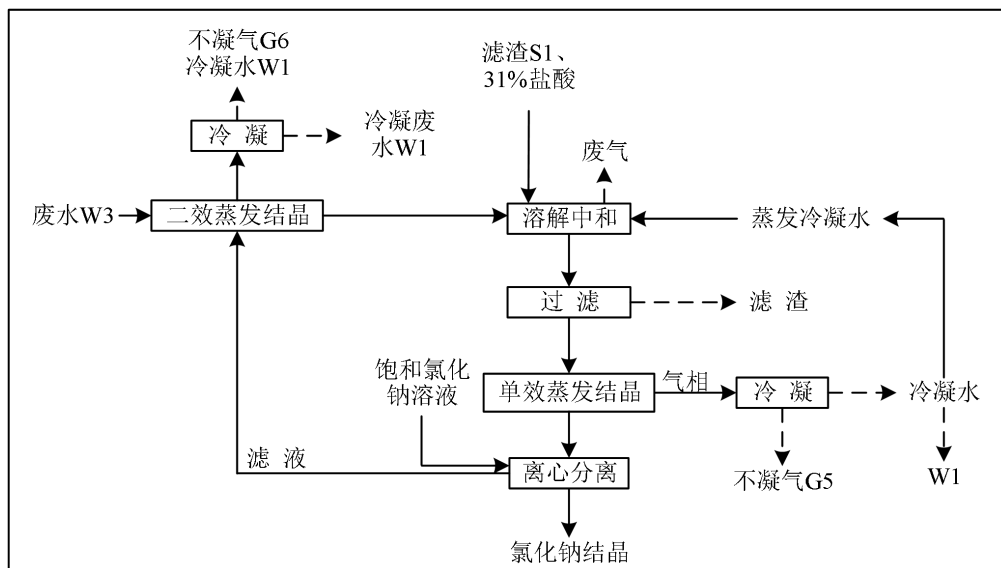 不凝气G6
冷凝水W1
滤渣S1、
31%盐酸
冷 凝
冷凝废
水W1
废气
废水W3
二效蒸发结晶
溶解中和
蒸发冷凝水
过 滤
滤 渣
饱和氯化
钠溶液
单效蒸发结晶
气相
冷 凝
冷凝水
滤 液
离心分离
不凝气G5
W1
氯化钠结晶